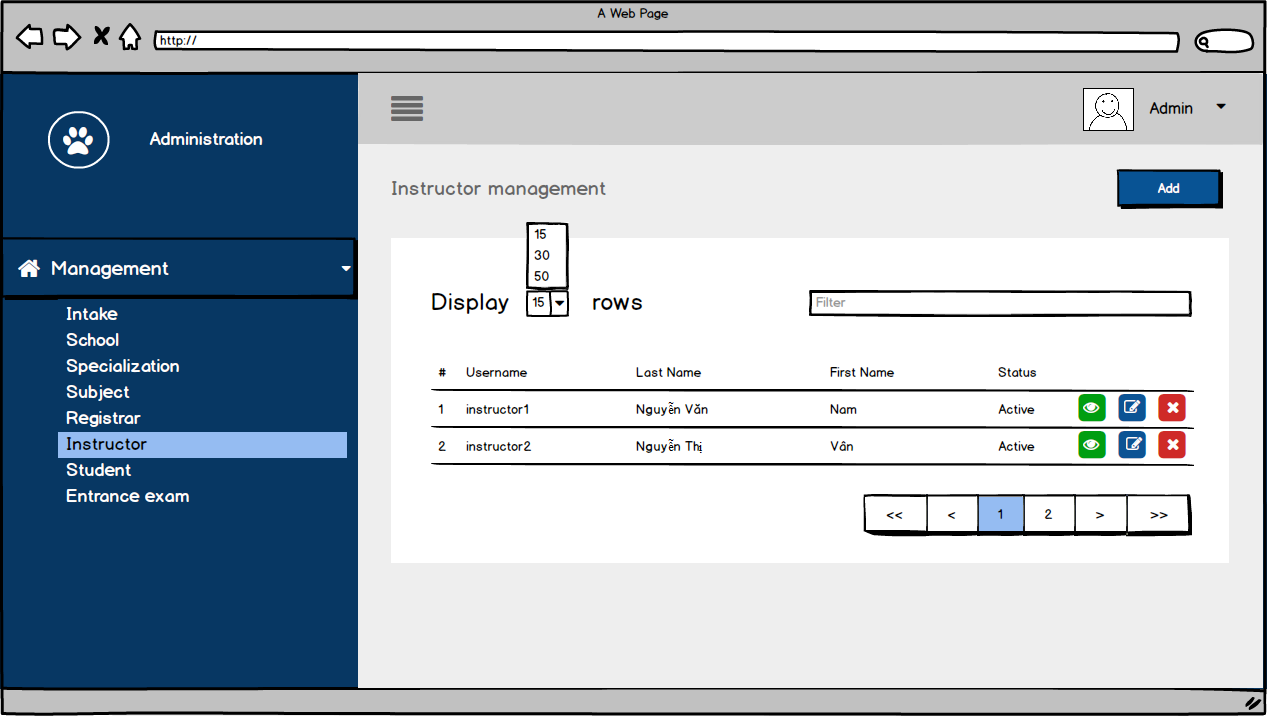 A Web Page
http://
Administration
Admin
Instructor management
Add
Management
Intake
School
Specialization
Subject
Registrar
Instructor
Student
Entrance exam
15
30
50
Display 15 rows
Filter
# Username Last Name First Name Status
1 instructor1 Nguyễn Văn Nam Active
2 instructor2 Nguyễn Thị Vân Active
<< < 1 2 > >>